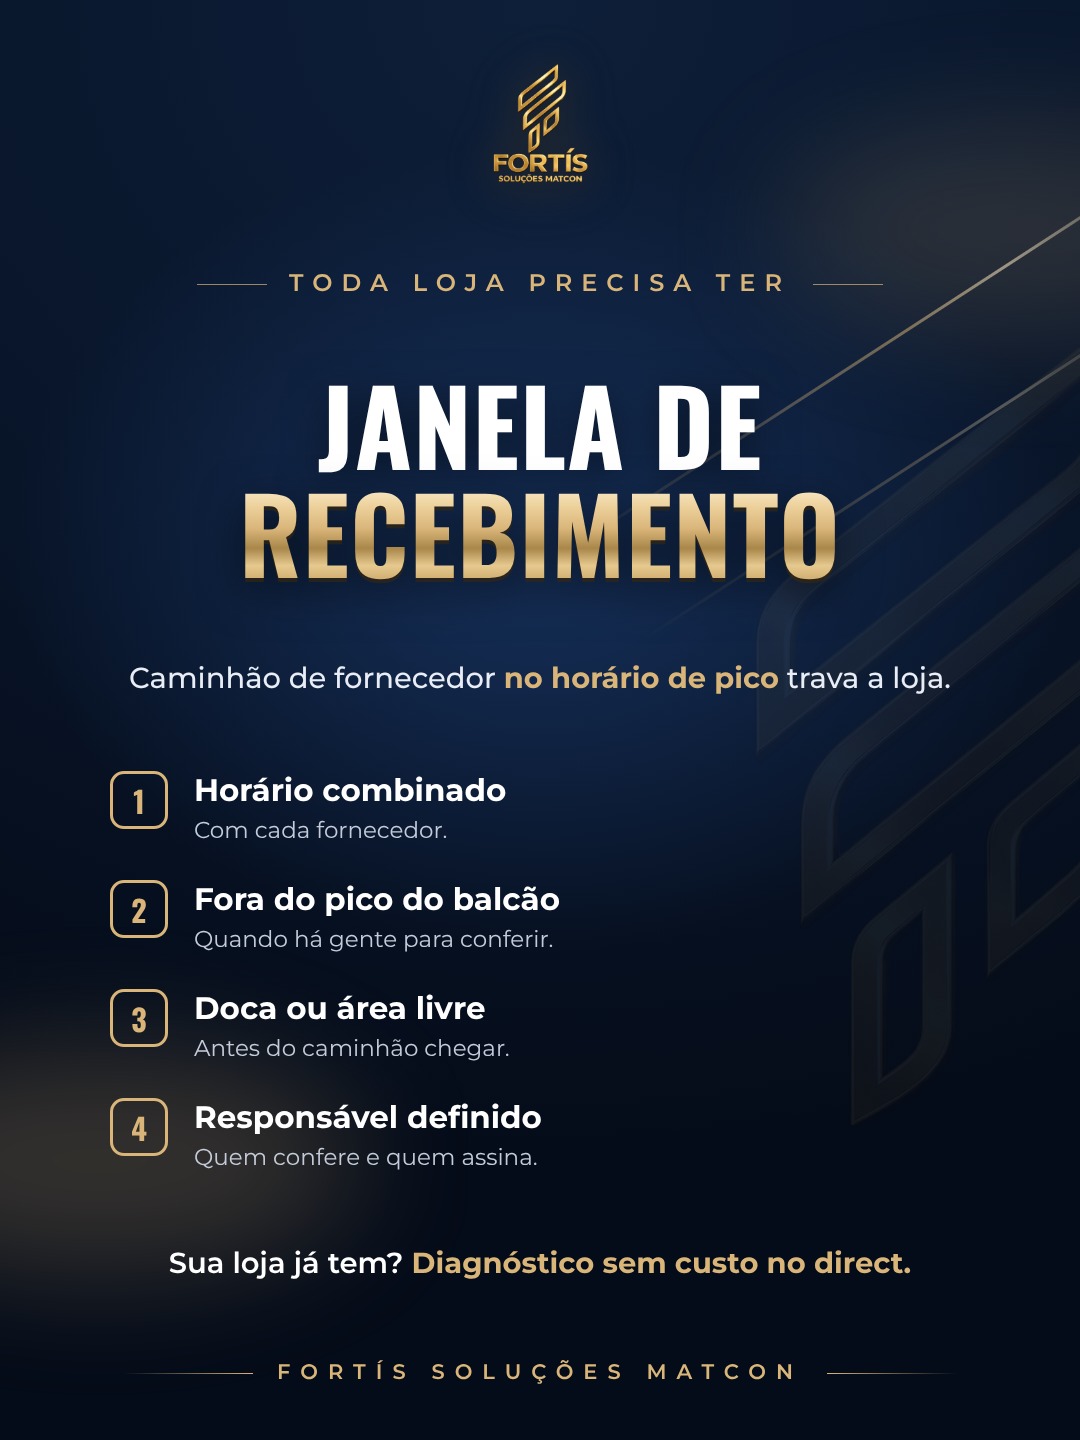 FORTÍS
SOLUÇÕES MATCON
TODA LOJA PRECISA TER
JANELA DE
RECEBIMENTO
Caminhão de fornecedor no horário de pico trava a loja.
1
Horário combinado
Com cada fornecedor.
2
Fora do pico do balcão
Quando há gente para conferir.
3
Doca ou área livre
Antes do caminhão chegar.
4
Responsável definido
Quem confere e quem assina.
Sua loja já tem? Diagnóstico sem custo no direct.
FORTÍS SOLUÇÕES MATCON